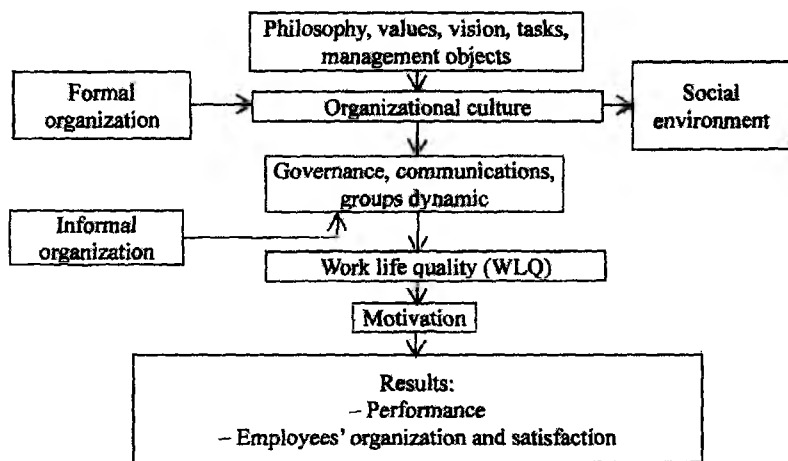 Philosophy, values, vision, tasks,
management objects
Formal
organization
Organizational culture
Social
environment
Governance, communications,
groups dynamic
Informal
organization
Work life quality (WLQ)
Motivation
Results:
– Performance
– Employees' organization and satisfaction